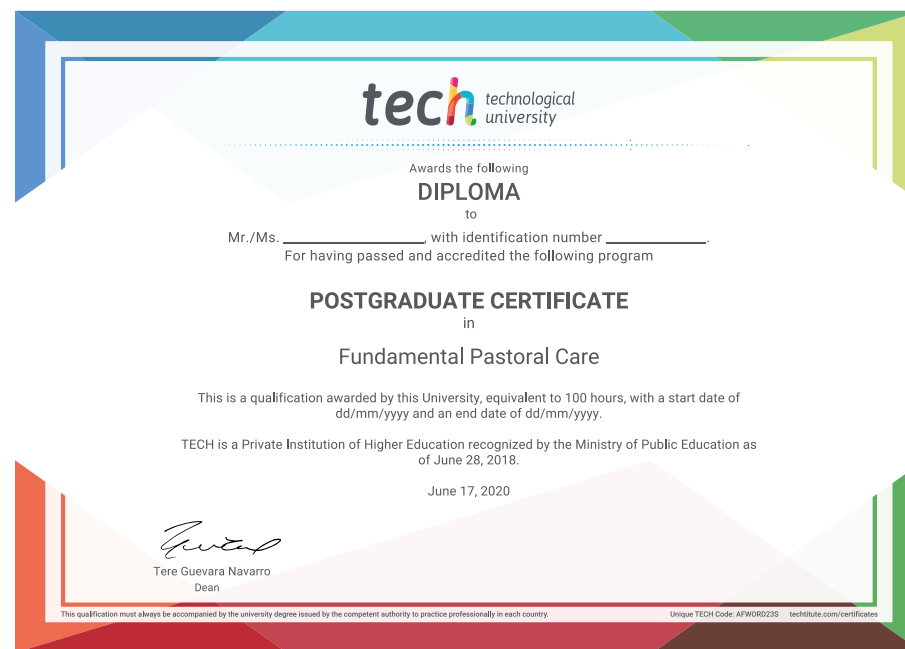 tech technological
university
Awards the following
DIPLOMA
to
Mr./Ms. ____________, with identification number ____________.
For having passed and accredited the following program
POSTGRADUATE CERTIFICATE
in
Fundamental Pastoral Care
This is a qualification awarded by this University, equivalent to 100 hours, with a start date of
dd/mm/yyyy and an end date of dd/mm/yyyy.
TECH is a Private Institution of Higher Education recognized by the Ministry of Public Education as
of June 28, 2018.
June 17, 2020
Tere Guevara Navarro
Dean
This qualification must always be accompanied by the university degree issued by the competent authority to practice professionally in each country. Unique TECH Code: AFWORD23S techtitute.com/certificates